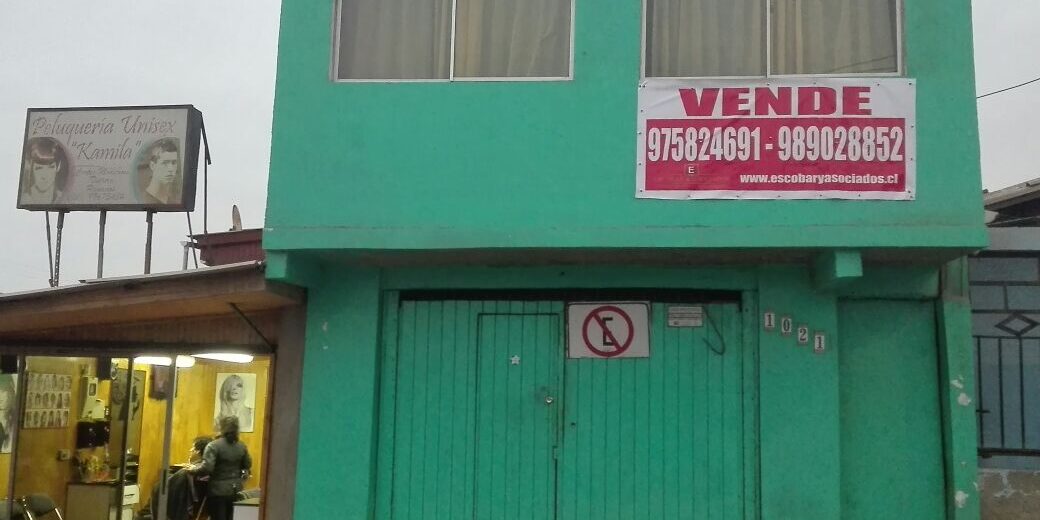 Peluquería Unisex
"Kamila"
VENDE
975824691 - 989028852
E
www.escobaryasociados.cl
E
1021